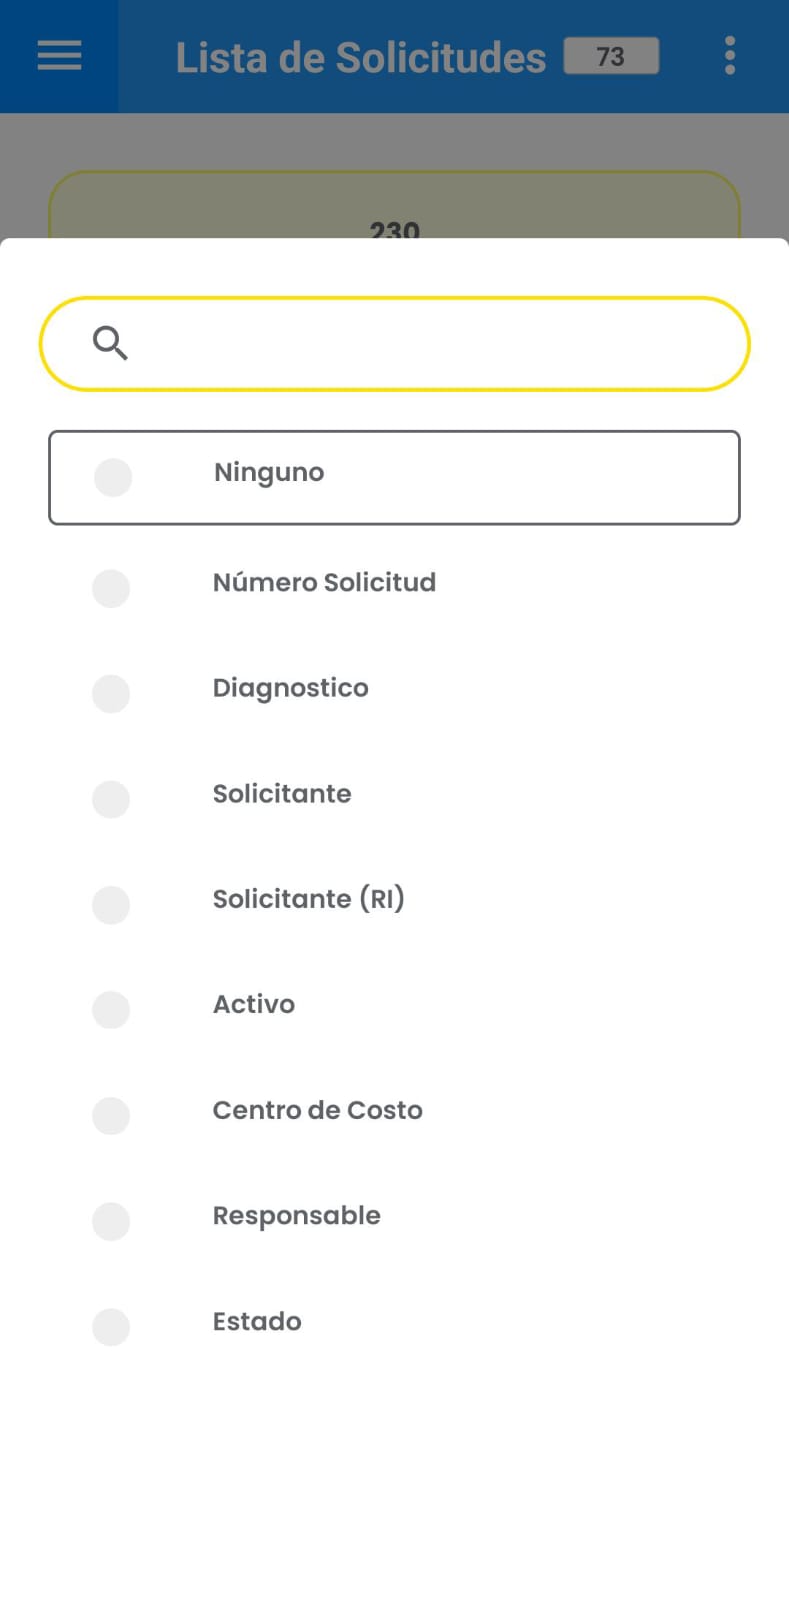 Lista de Solicitudes 73
230
Ninguno
Número Solicitud
Diagnostico
Solicitante
Solicitante (RI)
Activo
Centro de Costo
Responsable
Estado